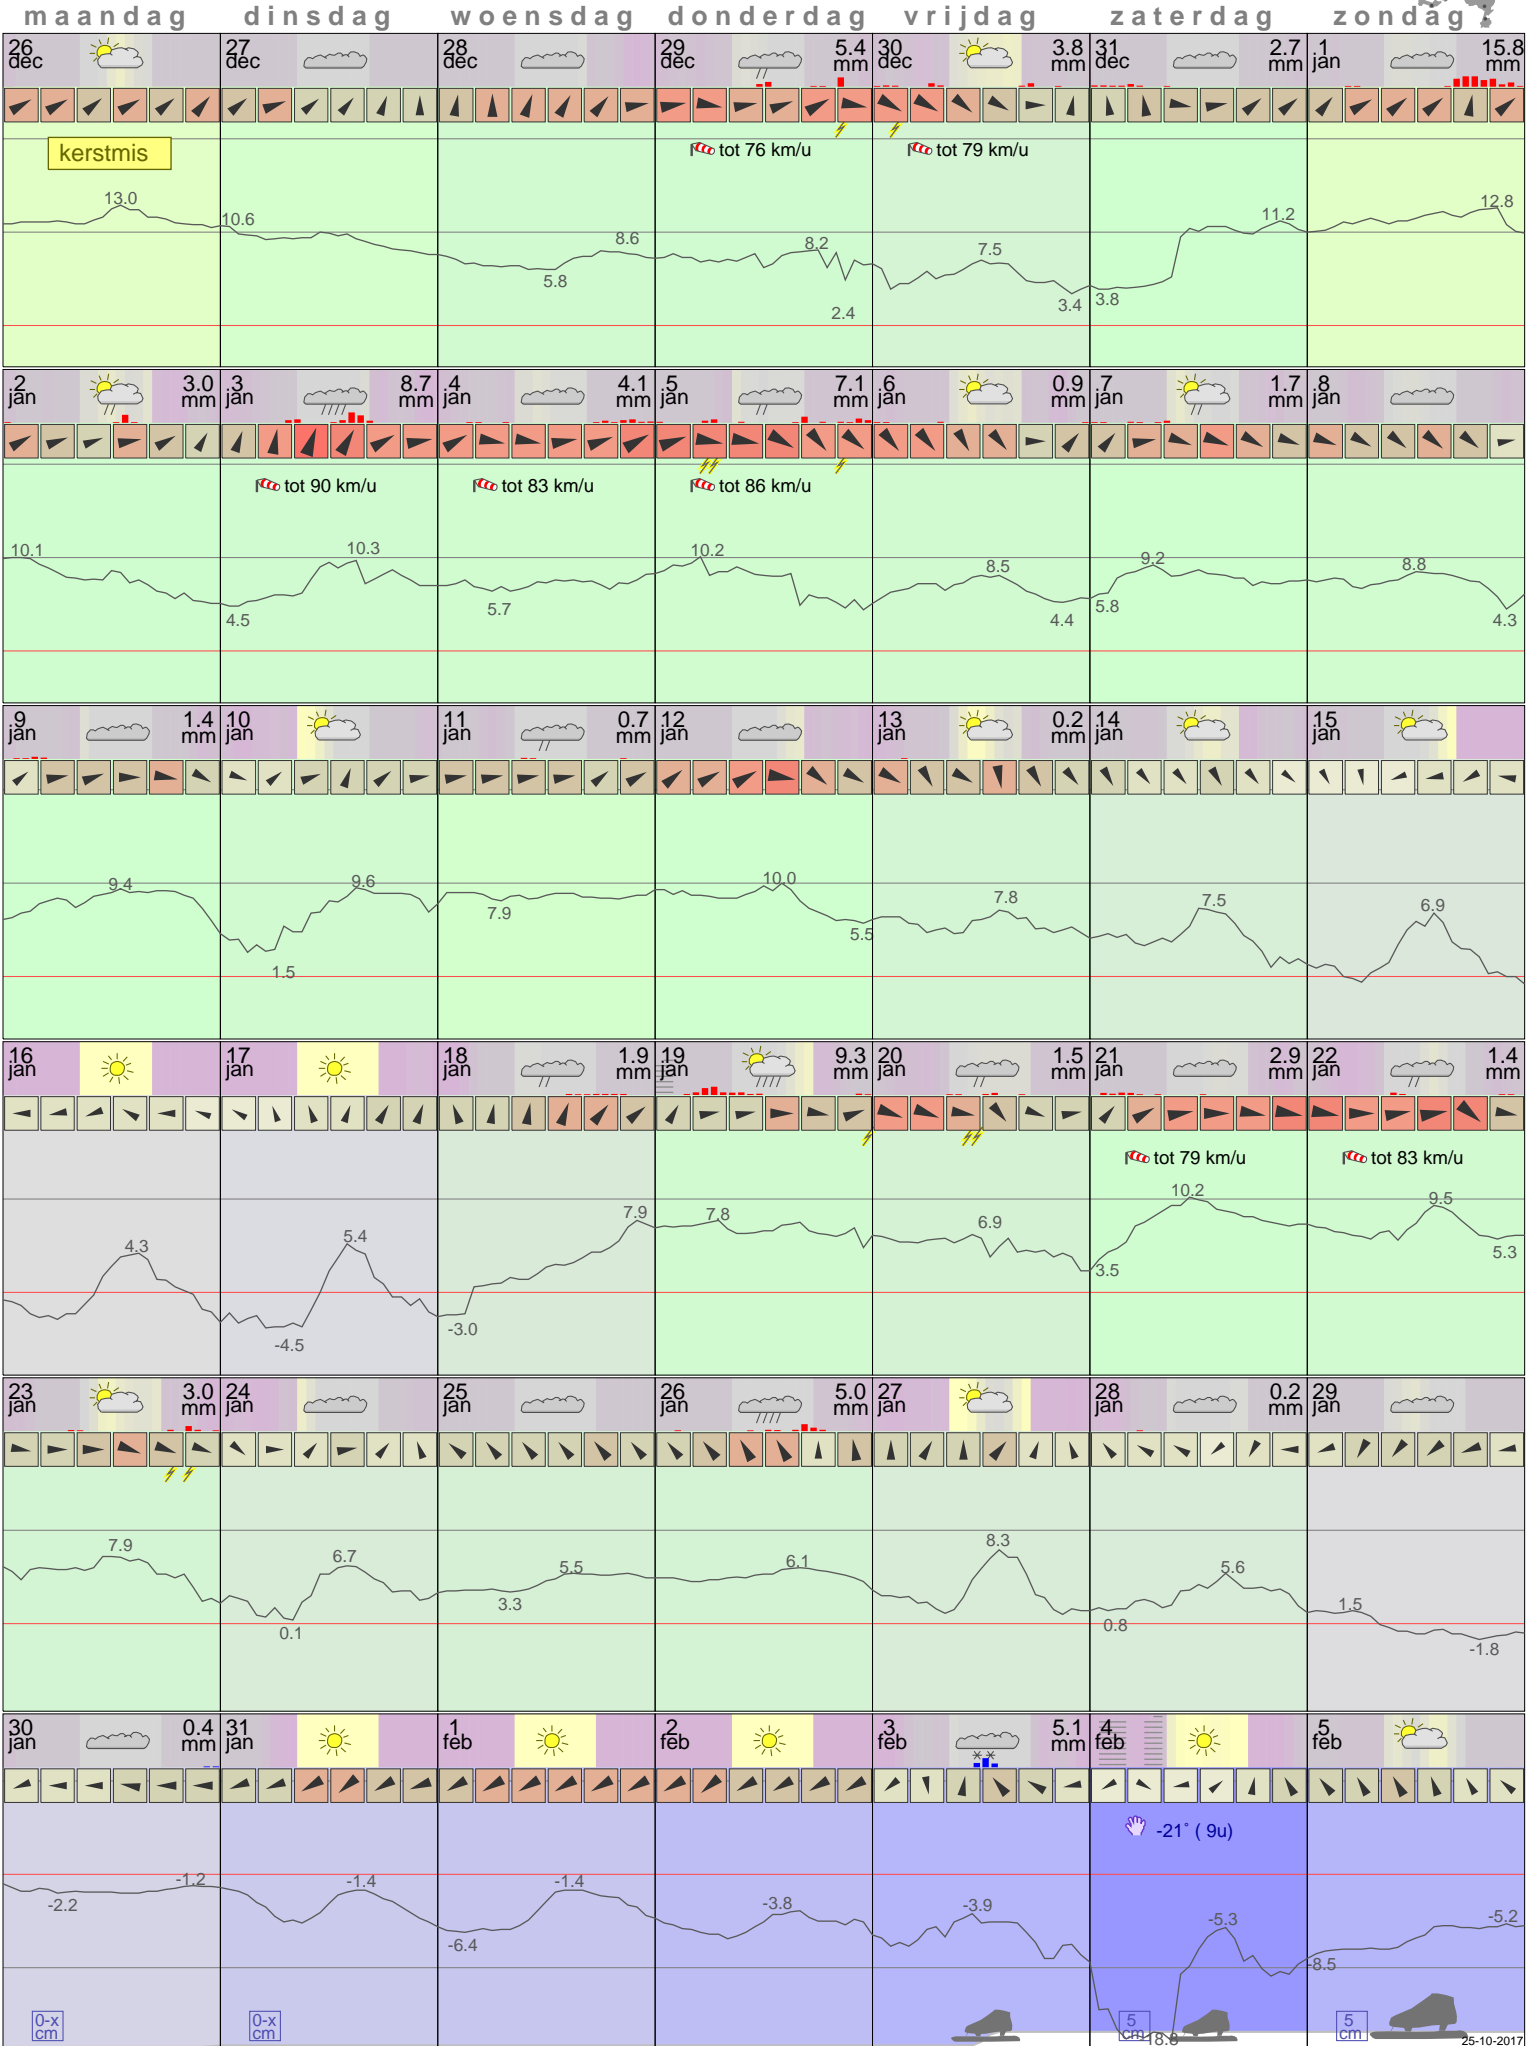 maandag dinsdag woensdag donderdag vrijdag zaterdag zondag
26 dec
27 dec
28 dec
29 dec 5.4 mm
30 dec 3.8 mm
31 dec 2.7 mm
1 jan 15.8 mm
kerstmis
tot 76 km/u
tot 79 km/u
13.0
10.6
5.8
8.6
8.2
2.4
7.5
3.4
3.8
11.2
12.8
2 jan 3.0 mm
3 jan 8.7 mm
4 jan 4.1 mm
5 jan 7.1 mm
6 jan 0.9 mm
7 jan 1.7 mm
8 jan
tot 90 km/u
tot 83 km/u
tot 86 km/u
10.1
4.5
10.3
5.7
10.2
8.5
4.4
5.8
9.2
8.8
4.3
9 jan 1.4 mm
10 jan
11 jan 0.7 mm
12 jan
13 jan 0.2 mm
14 jan
15 jan
9.4
1.5
9.6
7.9
10.0
5.5
7.8
7.5
6.9
16 jan
17 jan
18 jan 1.9 mm
19 jan 9.3 mm
20 jan 1.5 mm
21 jan 2.9 mm
22 jan 1.4 mm
tot 79 km/u
tot 83 km/u
4.3
-4.5
5.4
-3.0
7.9
7.8
6.9
3.5
10.2
9.5
5.3
23 jan 3.0 mm
24 jan
25 jan
26 jan 5.0 mm
27 jan
28 jan 0.2 mm
29 jan
7.9
0.1
6.7
3.3
5.5
6.1
8.3
0.8
5.6
1.5
-1.8
30 jan 0.4 mm
31 jan
1 feb
2 feb
3 feb 5.1 mm
4 feb
5 feb
-21° ( 9u)
-2.2
-1.2
-1.4
-6.4
-1.4
-3.8
-3.9
-18.8
-5.3
-8.5
-5.2
0-x cm
0-x cm
5 cm
5 cm
25-10-2017